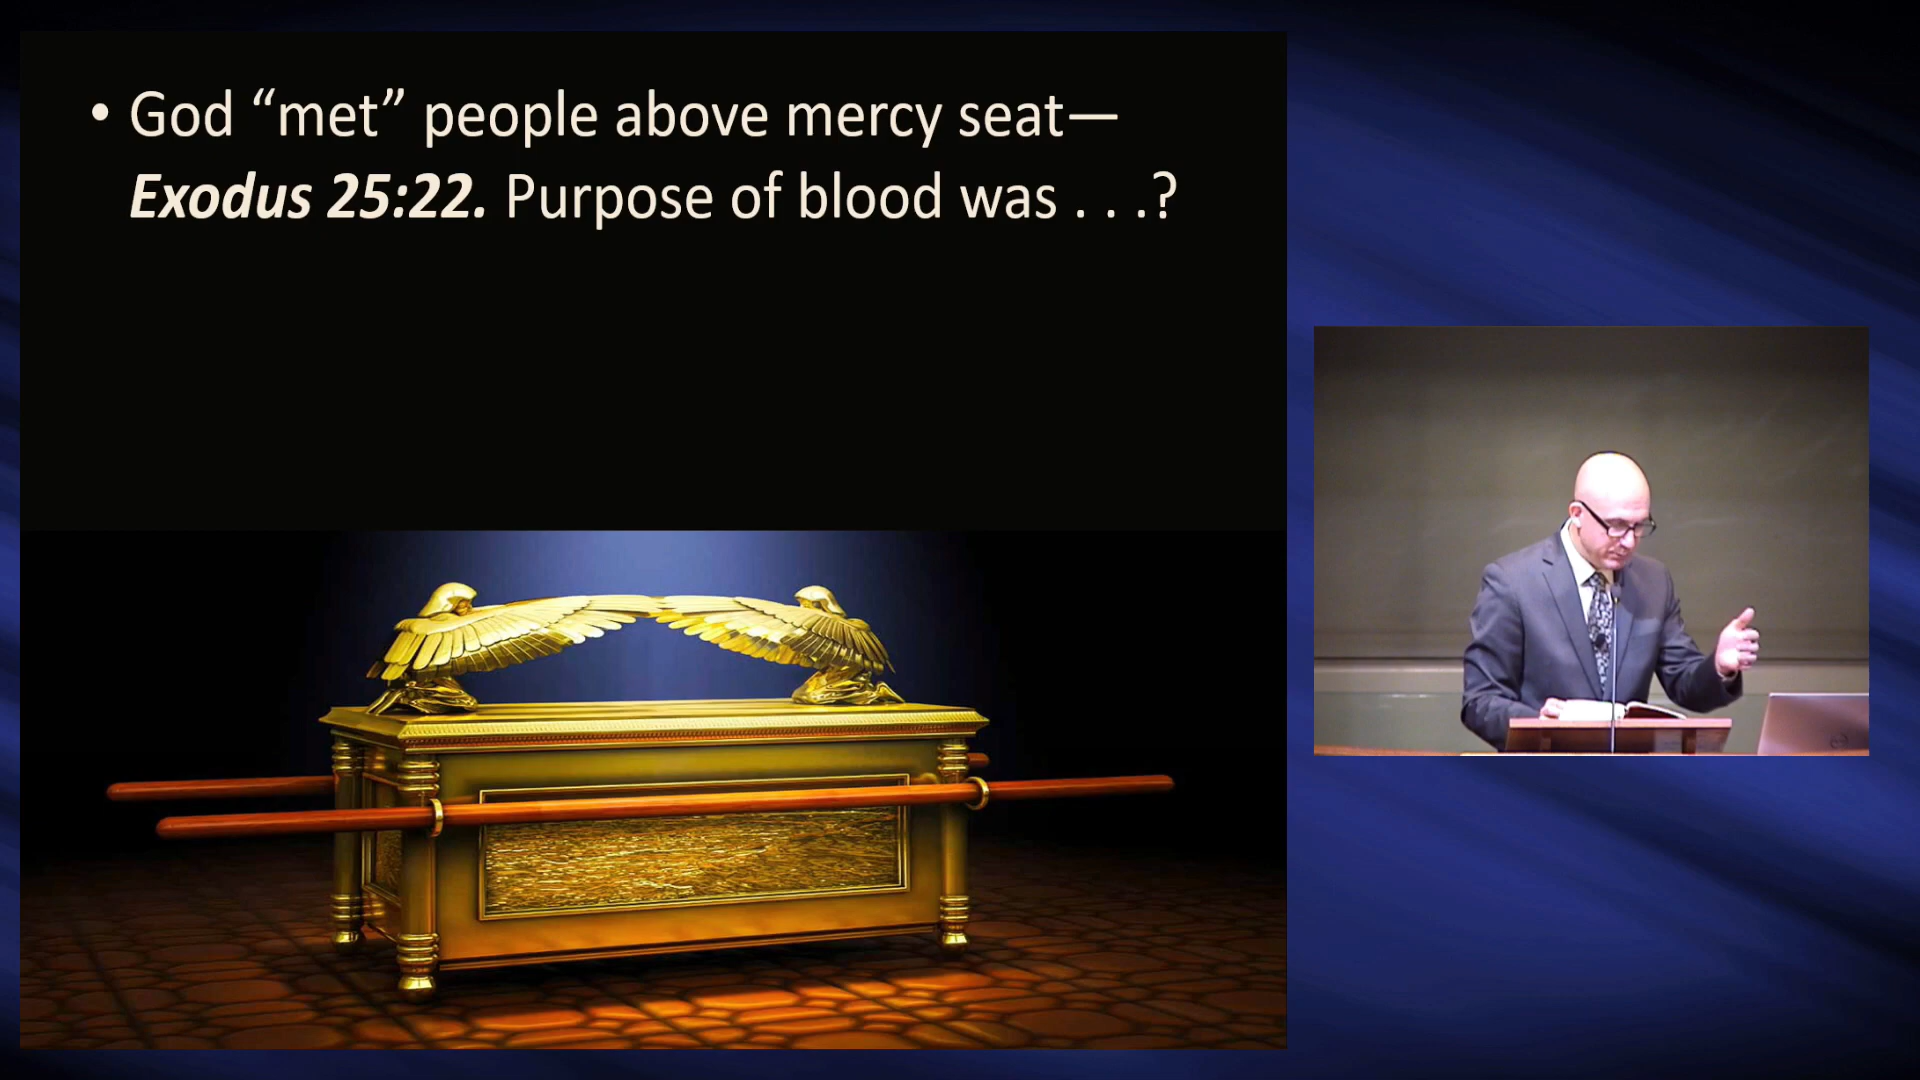 • God “met” people above mercy seat—
Exodus 25:22. Purpose of blood was . . .?